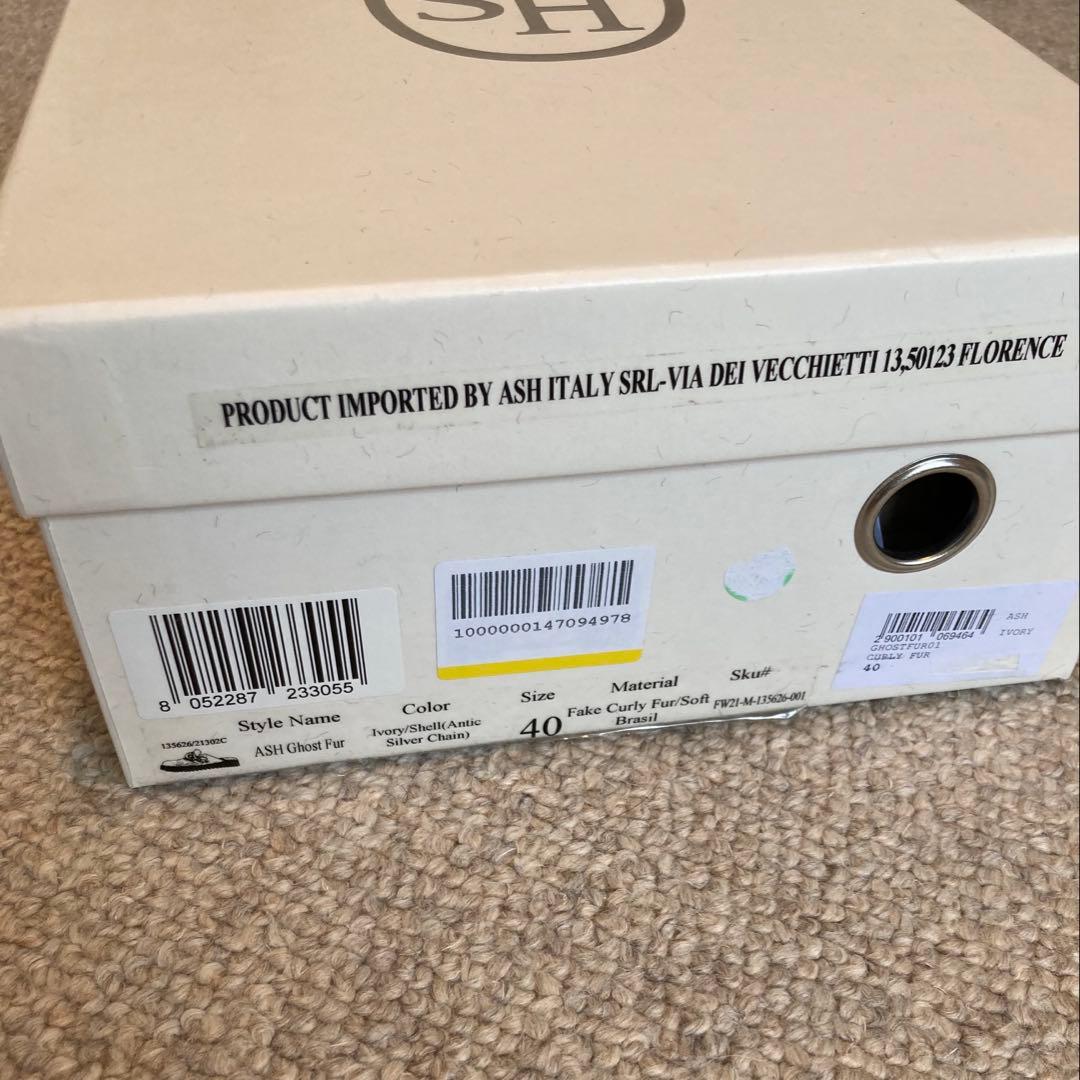 SH
PRODUCT IMPORTED BY ASH ITALY SRL-VIA DEI VECCHIETTI 13,50123 FLORENCE
1000000147094978
8 052287 233055
2 900101 069464
ASH
IVORY
GHOSTFUR01
CURLY FUR
40
Style Name
Color
Size
Material
Sku#
135626/21302C
ASH Ghost Fur
Ivory/Shell(Antic
Silver Chain)
40
Fake Curly Fur/Soft
Brasil
FW21-M-135626-001